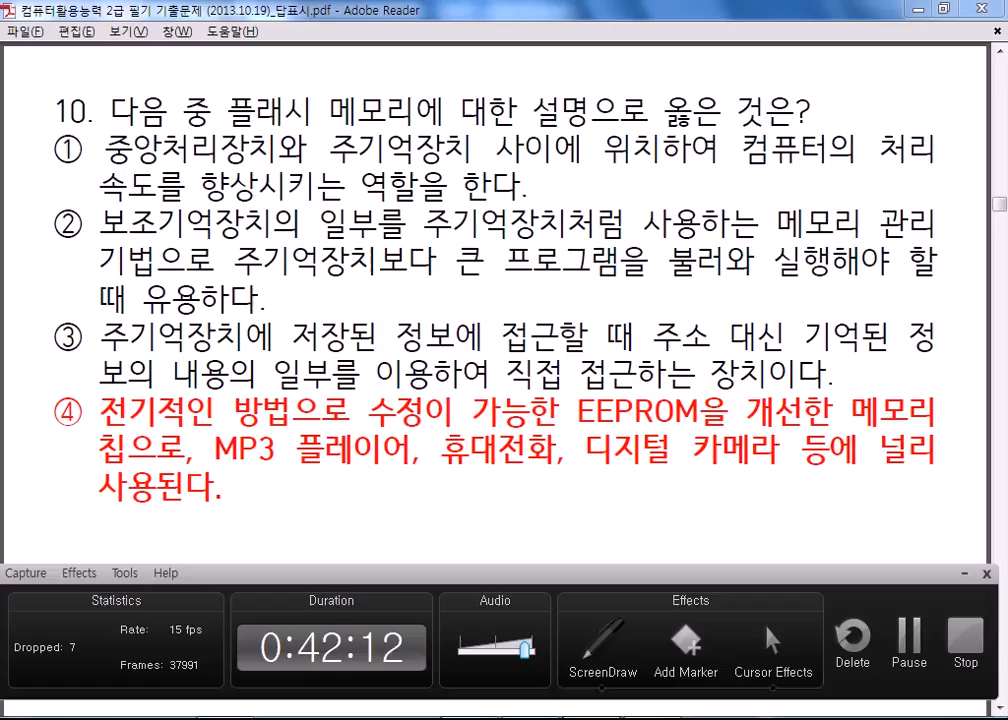 컴퓨터활용능력 2급 필기 기출문제 (2013.10.19)_답표시.pdf - Adobe Reader
파일(F) 편집(E) 보기(V) 창(W) 도움말(H)
10. 다음 중 플래시 메모리에 대한 설명으로 옳은 것은?
① 중앙처리장치와 주기억장치 사이에 위치하여 컴퓨터의 처리
속도를 향상시키는 역할을 한다.
② 보조기억장치의 일부를 주기억장치처럼 사용하는 메모리 관리
기법으로 주기억장치보다 큰 프로그램을 불러와 실행해야 할
때 유용하다.
③ 주기억장치에 저장된 정보에 접근할 때 주소 대신 기억된 정
보의 내용의 일부를 이용하여 직접 접근하는 장치이다.
④ 전기적인 방법으로 수정이 가능한 EEPROM을 개선한 메모리
칩으로, MP3 플레이어, 휴대전화, 디지털 카메라 등에 널리
사용된다.
Capture Effects Tools Help
Statistics Duration Audio Effects
Rate: 15 fps
Dropped: 7
Frames: 37991
0:42:12
ScreenDraw Add Marker Cursor Effects
Delete Pause Stop